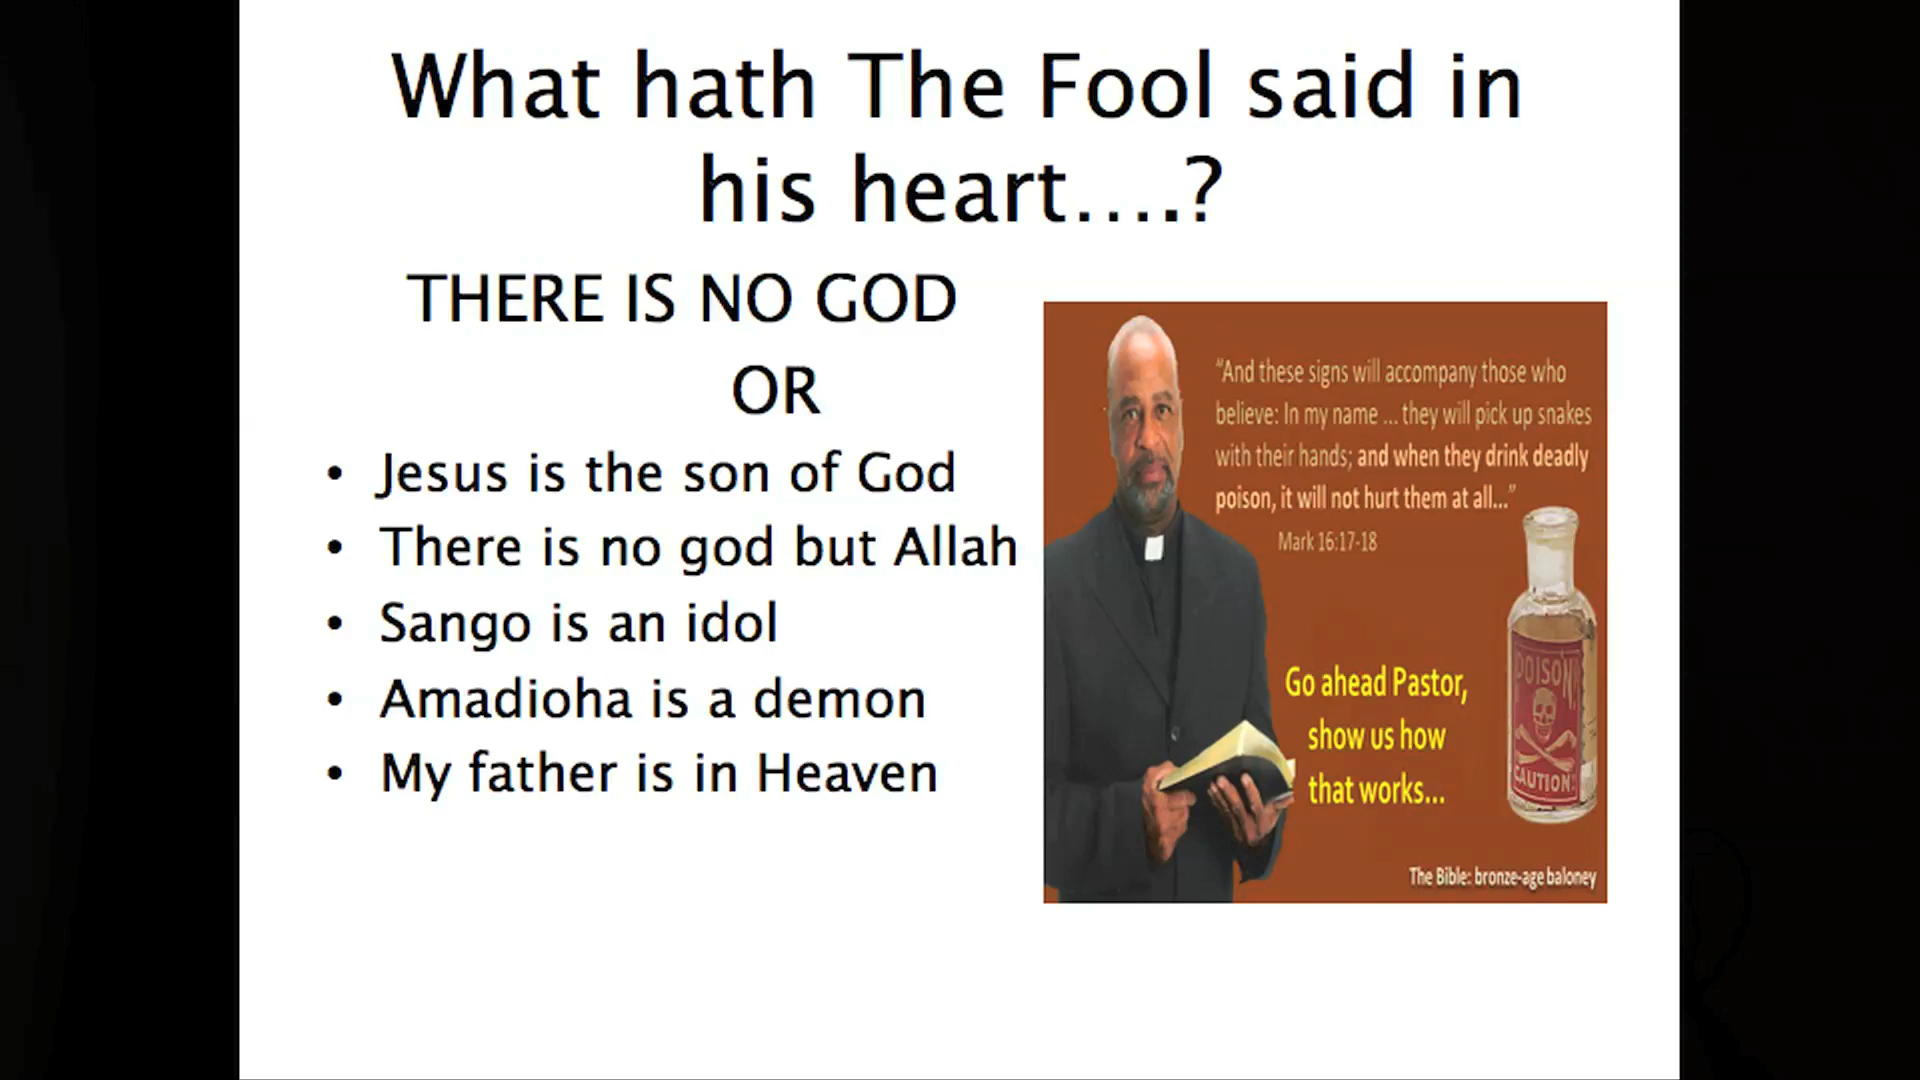 What hath The Fool said in
his heart....?
THERE IS NO GOD
OR
• Jesus is the son of God
• There is no god but Allah
• Sango is an idol
• Amadioha is a demon
• My father is in Heaven
“And these signs will accompany those who
believe: In my name ... they will pick up snakes
with their hands; and when they drink deadly
poison, it will not hurt them at all...”
Mark 16:17-18
Go ahead Pastor,
show us how
that works...
POISON
CAUTION
The Bible: bronze-age baloney